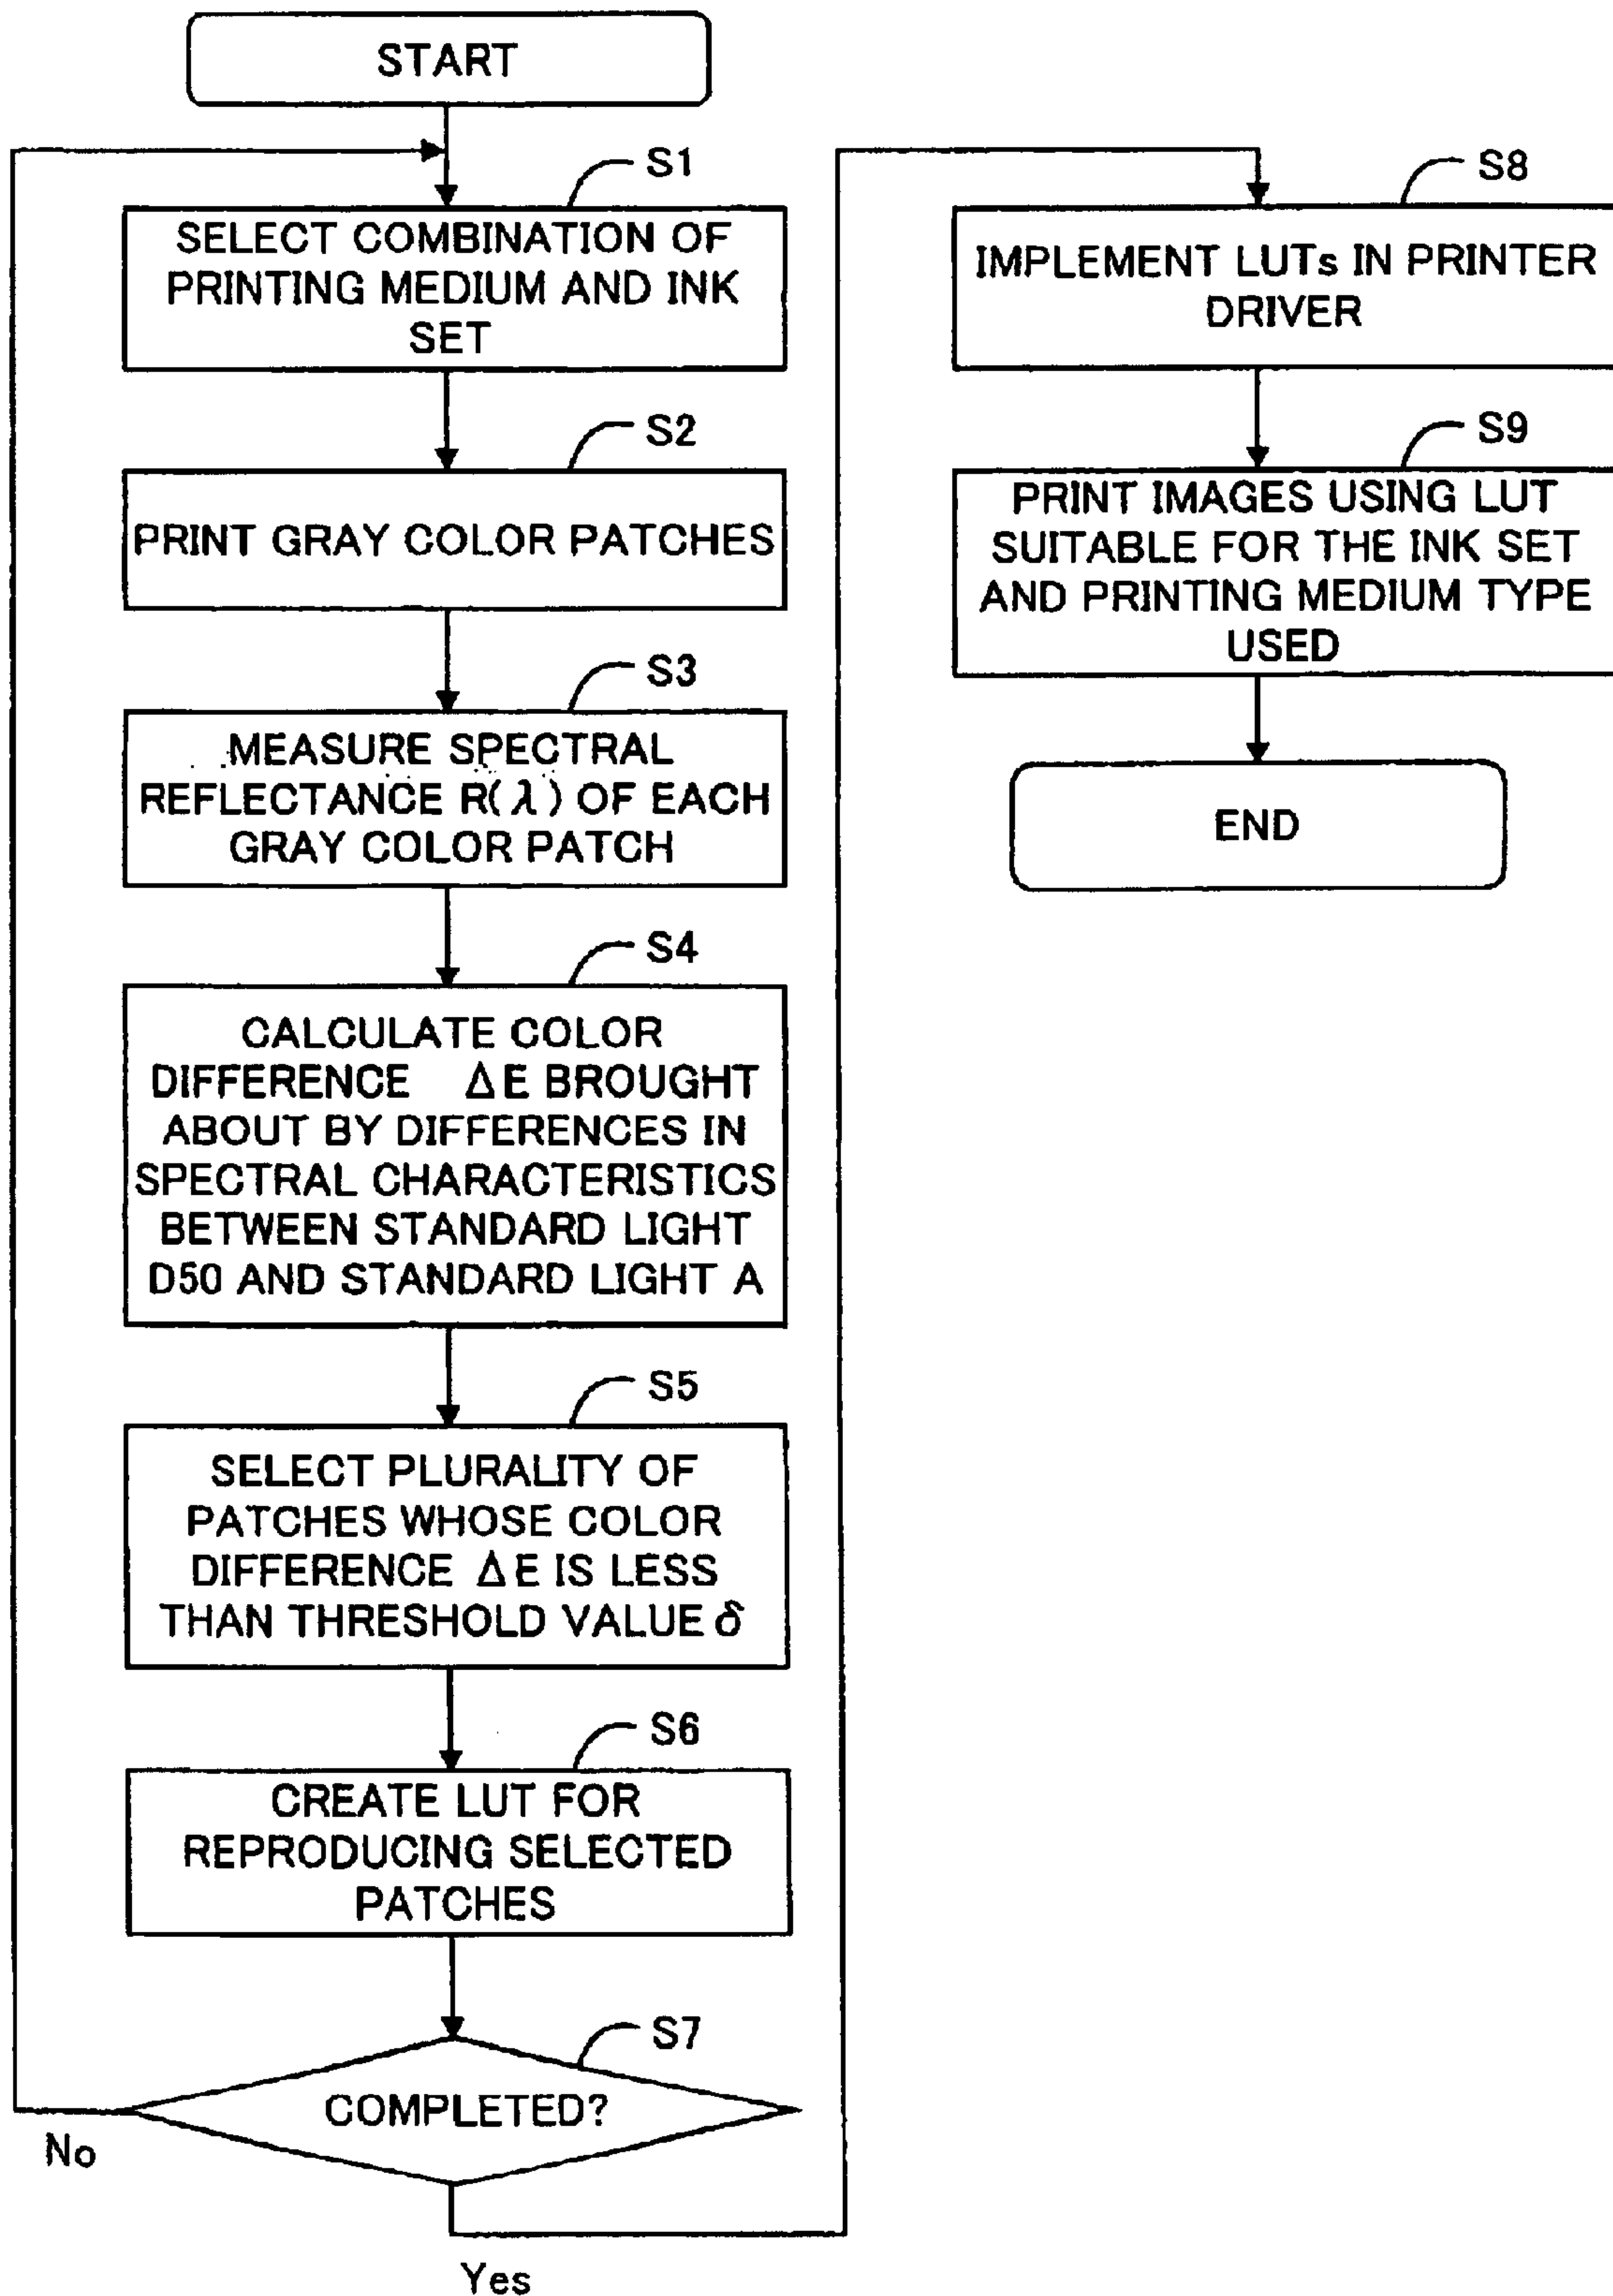 START
S1
SELECT COMBINATION OF
PRINTING MEDIUM AND INK
SET
S2
PRINT GRAY COLOR PATCHES
S3
MEASURE SPECTRAL
REFLECTANCE R(λ) OF EACH
GRAY COLOR PATCH
S4
CALCULATE COLOR
DIFFERENCE ΔE BROUGHT
ABOUT BY DIFFERENCES IN
SPECTRAL CHARACTERISTICS
BETWEEN STANDARD LIGHT
D50 AND STANDARD LIGHT A
S5
SELECT PLURALITY OF
PATCHES WHOSE COLOR
DIFFERENCE ΔE IS LESS
THAN THRESHOLD VALUE δ
S6
CREATE LUT FOR
REPRODUCING SELECTED
PATCHES
S7
COMPLETED?
No
Yes
S8
IMPLEMENT LUTs IN PRINTER
DRIVER
S9
PRINT IMAGES USING LUT
SUITABLE FOR THE INK SET
AND PRINTING MEDIUM TYPE
USED
END